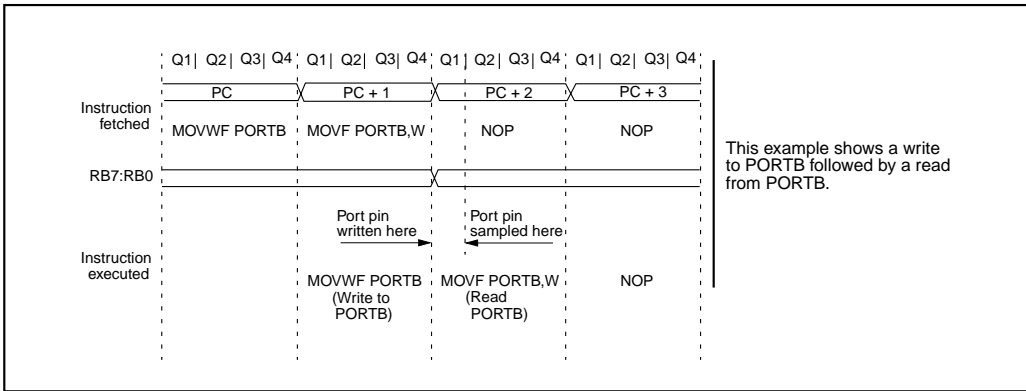 Q1| Q2| Q3| Q4 Q1| Q2| Q3| Q4 Q1| Q2| Q3| Q4 Q1| Q2| Q3| Q4
PC PC + 1 PC + 2 PC + 3
Instruction
fetched
MOVWF PORTB MOVF PORTB,W NOP NOP
This example shows a write
to PORTB followed by a read
from PORTB.
RB7:RB0
Port pin
written here
Port pin
sampled here
Instruction
executed
MOVWF PORTB
(Write to
PORTB)
MOVF PORTB,W
(Read
PORTB)
NOP